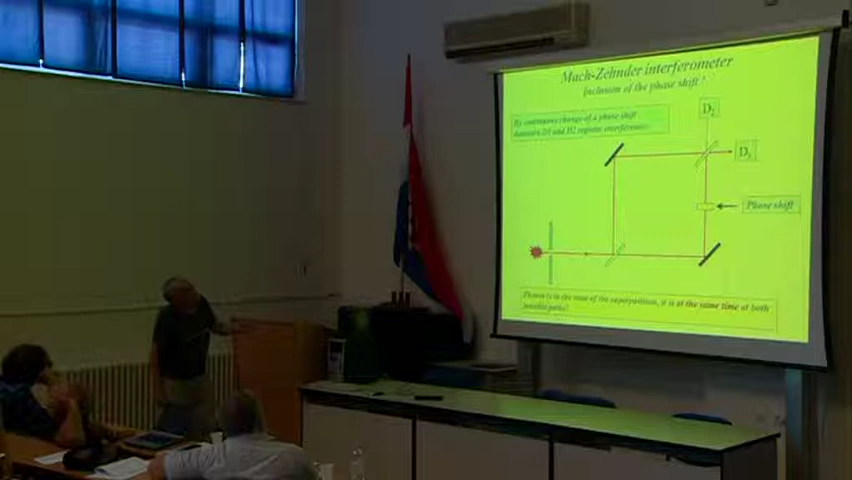 Mach-Zehnder interferometer
Inclusion of the phase shift !
By continuous change of a phase shift
detectors D1 and D2 register interference
D₂
D₁
Phase shift
Photon is in the state of the superposition, it is at the same time at both
possible paths!